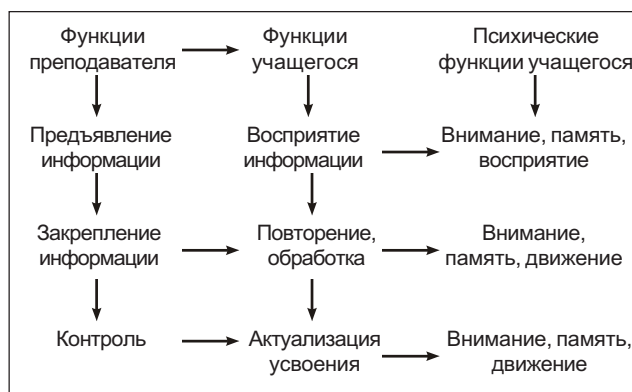 Функции
преподавателя
Функции
учащегося
Психические
функции учащегося
Предъявление
информации
Восприятие
информации
Внимание, память,
восприятие
Закрепление
информации
Повторение,
обработка
Внимание,
память, движение
Контроль
Актуализация
усвоения
Внимание, память,
движение